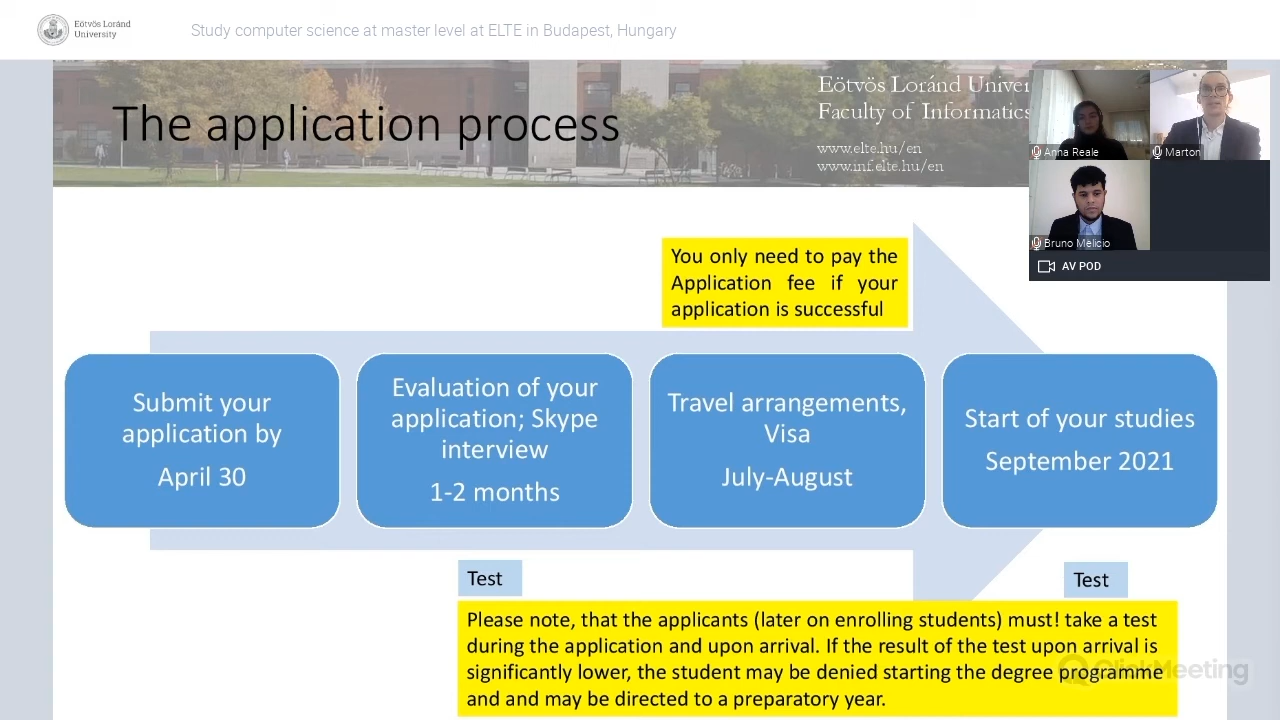 Eötvös Loránd
University
Study computer science at master level at ELTE in Budapest, Hungary
The application process
Eötvös Loránd Univer
Faculty of Informatics
www.elte.hu/en
www.inf.elte.hu/en
Anna Reale
Marton
Bruno Melicio
AV POD
You only need to pay the
Application fee if your
application is successful
Submit your
application by
April 30
Evaluation of your
application; Skype
interview
1-2 months
Travel arrangements,
Visa
July-August
Start of your studies
September 2021
Test
Test
Please note, that the applicants (later on enrolling students) must! take a test
during the application and upon arrival. If the result of the test upon arrival is
significantly lower, the student may be denied starting the degree programme
and and may be directed to a preparatory year.
ClickMeeting